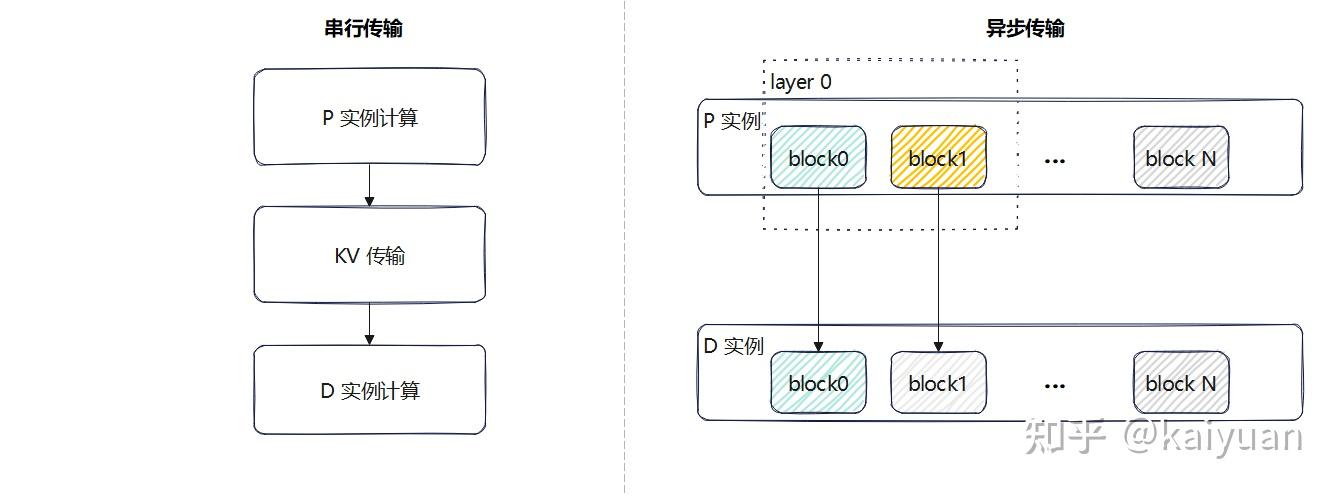 串行传输
P 实例计算
KV 传输
D 实例计算
异步传输
layer 0
P 实例
block0
block1
...
block N
D 实例
block0
block1
...
block N
知乎 @kaiyuan